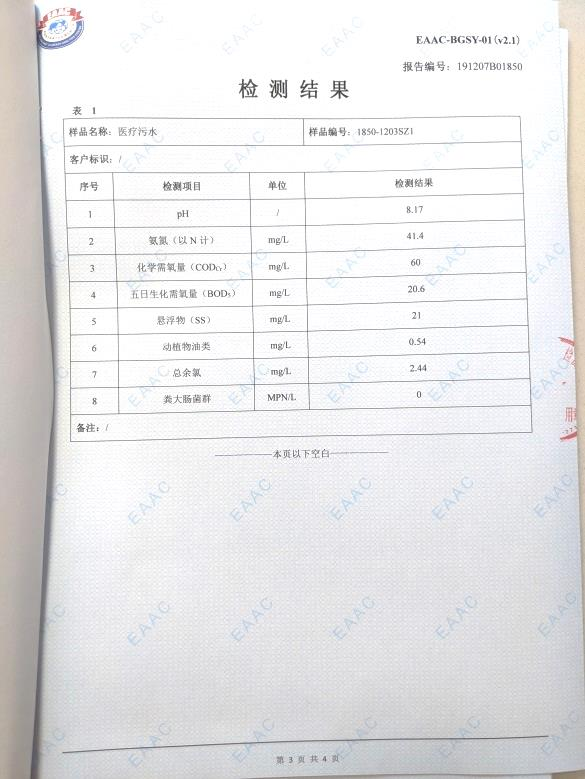 EAAC
EAAC-BGSY-01(v2.1)
报告编号：191207B01850
检测结果
表 1
样品名称：医疗污水 样品编号：1850-1203SZ1
客户标识：/
序号 检测项目 单位 检测结果
1 pH / 8.17
2 氨氮（以 N 计） mg/L 41.4
3 化学需氧量（CODCr） mg/L 60
4 五日生化需氧量（BOD5） mg/L 20.6
5 悬浮物（SS） mg/L 21
6 动植物油类 mg/L 0.54
7 总余氯 mg/L 2.44
8 粪大肠菌群 MPN/L 0
备注：/
本页以下空白
第 3 页 共 4 页